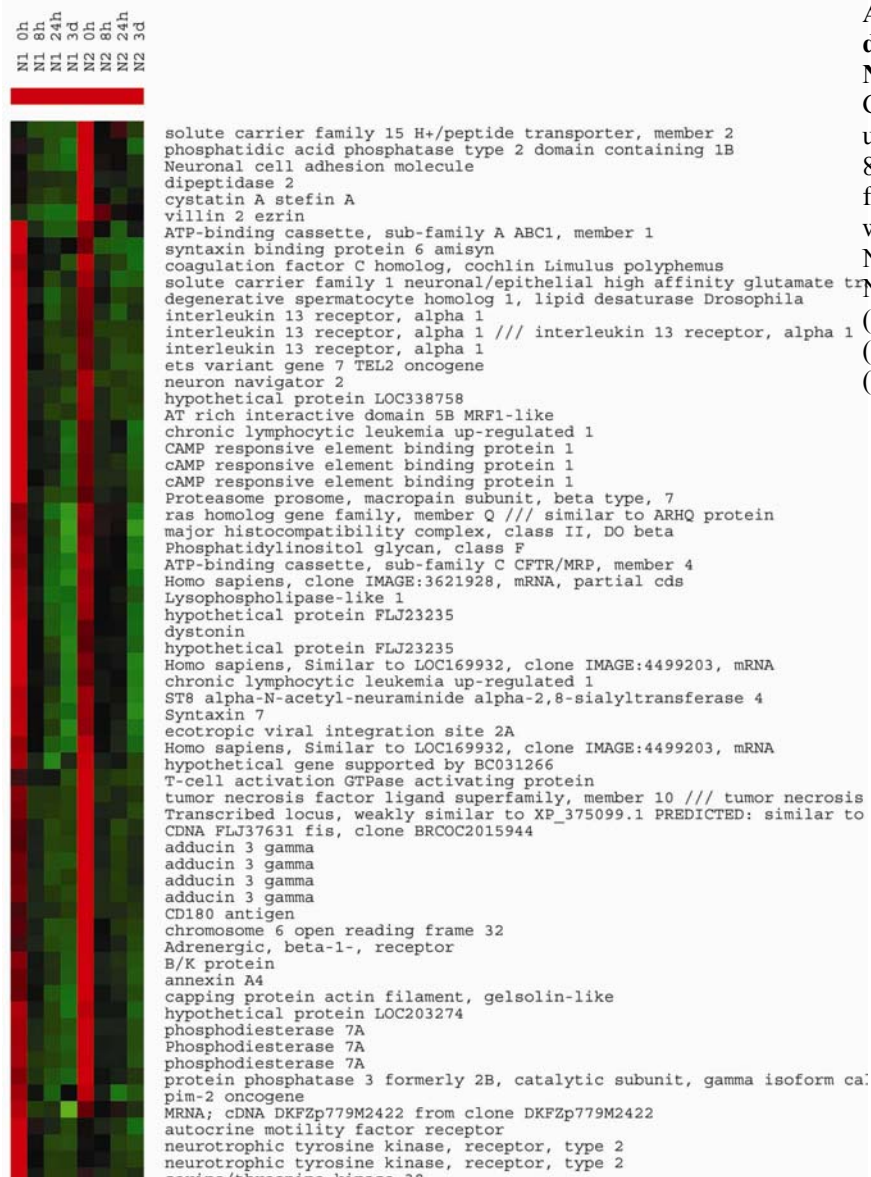 N1 0h
N1 8h
N1 24h
N1 3d
N2 0h
N2 8h
N2 24h
N2 3d
solute carrier family 15 H+/peptide transporter, member 2
phosphatidic acid phosphatase type 2 domain containing 1B
Neuronal cell adhesion molecule
dipeptidase 2
cystatin A stefin A
villin 2 ezrin
ATP-binding cassette, sub-family A ABC1, member 1
syntaxin binding protein 6 amisyn
coagulation factor C homolog, cochlin Limulus polyphemus
solute carrier family 1 neuronal/epithelial high affinity glutamate
degenerative spermatocyte homolog 1, lipid desaturase Drosophila
interleukin 13 receptor, alpha 1
interleukin 13 receptor, alpha 1 /// interleukin 13 receptor, alpha 1
interleukin 13 receptor, alpha 1
ets variant gene 7 TEL2 oncogene
neuron navigator 2
hypothetical protein LOC338758
AT rich interactive domain 5B MRF1-like
chronic lymphocytic leukemia up-regulated 1
CAMP responsive element binding protein 1
cAMP responsive element binding protein 1
cAMP responsive element binding protein 1
Proteasome prosome, macropain subunit, beta type, 7
ras homolog gene family, member Q /// similar to ARHQ protein
major histocompatibility complex, class II, DO beta
Phosphatidylinositol glycan, class F
ATP-binding cassette, sub-family C CFTR/MRP, member 4
Homo sapiens, clone IMAGE:3621928, mRNA, partial cds
Lysophospholipase-like 1
hypothetical protein FLJ23235
dystonin
hypothetical protein FLJ23235
Homo sapiens, Similar to LOC169932, clone IMAGE:4499203, mRNA
chronic lymphocytic leukemia up-regulated 1
ST8 alpha-N-acetyl-neuraminide alpha-2,8-sialyltransferase 4
Syntaxin 7
ecotropic viral integration site 2A
Homo sapiens, Similar to LOC169932, clone IMAGE:4499203, mRNA
hypothetical gene supported by BC031266
T-cell activation GTPase activating protein
tumor necrosis factor ligand superfamily, member 10 /// tumor necrosis
Transcribed locus, weakly similar to XP_375099.1 PREDICTED: similar to
CDNA FLJ37631 fis, clone BRCOC2015944
adducin 3 gamma
adducin 3 gamma
adducin 3 gamma
adducin 3 gamma
CD180 antigen
chromosome 6 open reading frame 32
Adrenergic, beta-1-, receptor
B/K protein
annexin A4
capping protein actin filament, gelsolin-like
hypothetical protein LOC203274
phosphodiesterase 7A
Phosphodiesterase 7A
phosphodiesterase 7A
protein phosphatase 3 formerly 2B, catalytic subunit, gamma isoform
pim-2 oncogene
MRNA; cDNA DKFZp779M2422 from clone DKFZp779M2422
autocrine motility factor receptor
neurotrophic tyrosine kinase, receptor, type 2
neurotrophic tyrosine kinase, receptor, type 2